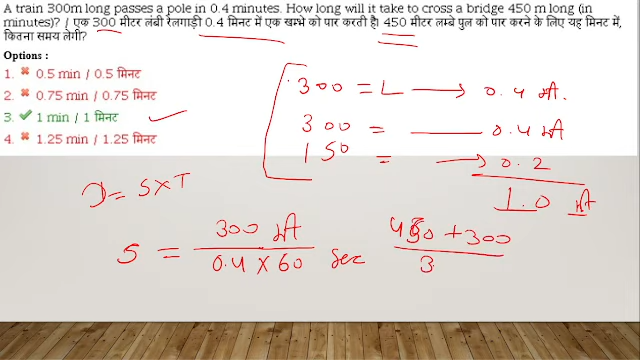 A train 300m long passes a pole in 0.4 minutes. How long will it take to cross a bridge 450 m long (in
minutes)? / एक 300 मीटर लंबी रेलगाड़ी 0.4 मिनट में एक खम्भे को पार करती है। 450 मीटर लम्बे पुल को पार करने के लिए यह मिनट में,
कितना समय लेगी?
Options :
1. 0.5 min / 0.5 मिनट
2. 0.75 min / 0.75 मिनट
3. 1 min / 1 मिनट
4. 1.25 min / 1.25 मिनट
300 = L → 0.4
300 = 0.4
150 = → 0.2
1.0
D = S × T
S = 300 / 0.4 × 60 sec
450 + 300 / 3